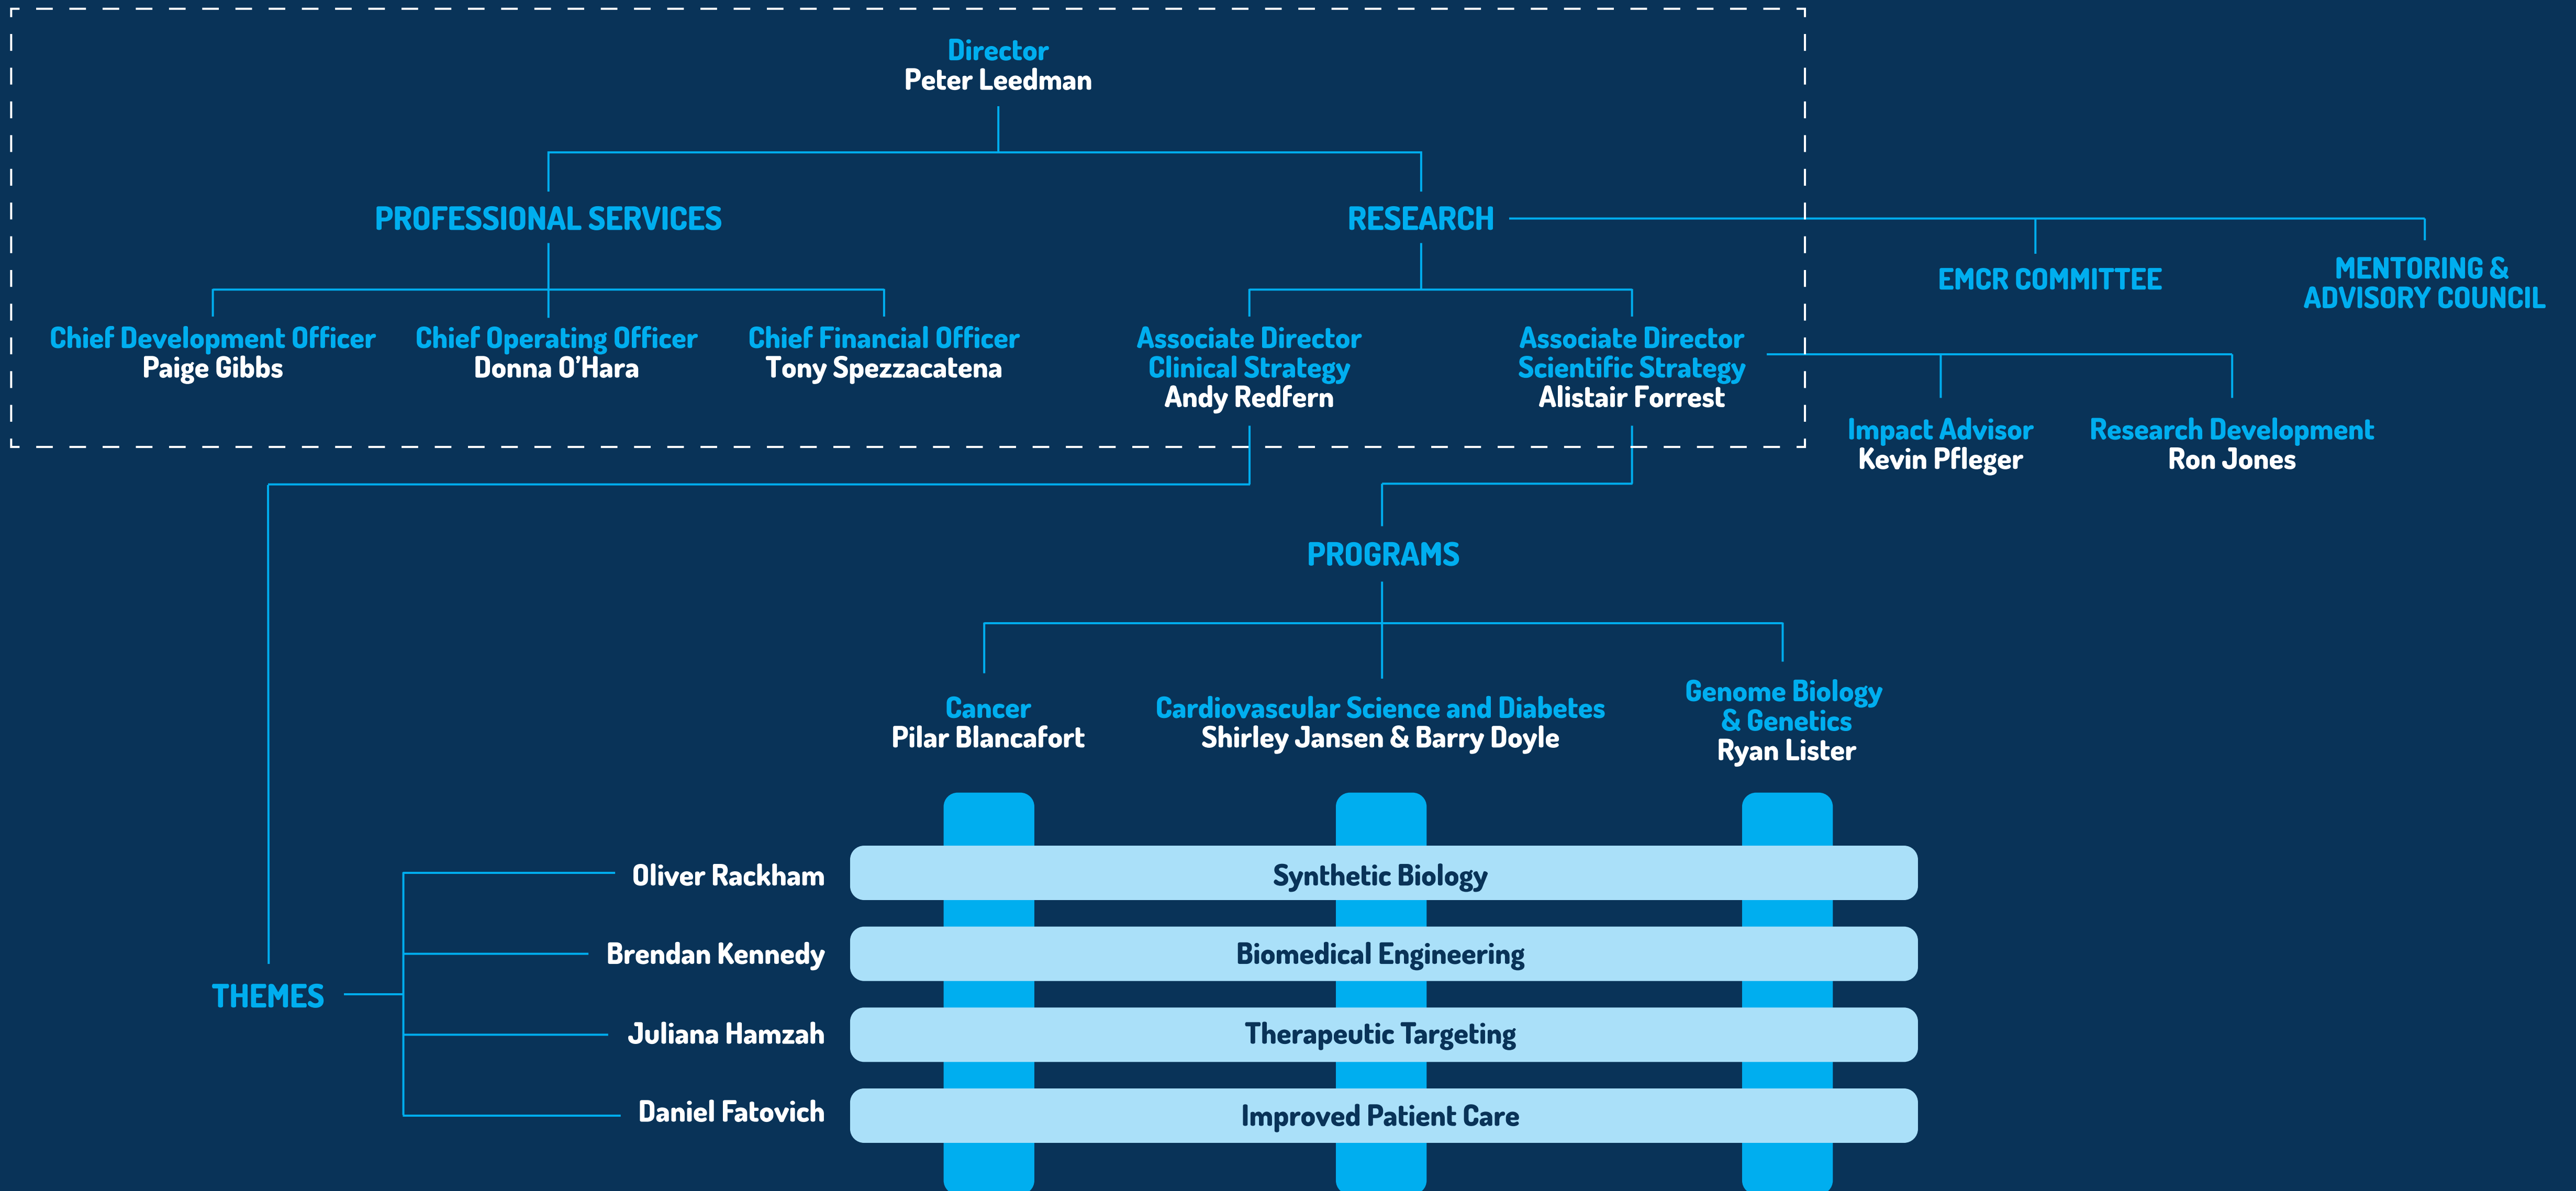 Director
Peter Leedman
PROFESSIONAL SERVICES
RESEARCH
EMCR COMMITTEE
MENTORING &
ADVISORY COUNCIL
Chief Development Officer
Paige Gibbs
Chief Operating Officer
Donna O’Hara
Chief Financial Officer
Tony Spezzacatena
Associate Director
Clinical Strategy
Andy Redfern
Associate Director
Scientific Strategy
Alistair Forrest
Impact Advisor
Kevin Pfleger
Research Development
Ron Jones
PROGRAMS
Cancer
Pilar Blancafort
Cardiovascular Science and Diabetes
Shirley Jansen & Barry Doyle
Genome Biology
& Genetics
Ryan Lister
THEMES
Oliver Rackham
Synthetic Biology
Brendan Kennedy
Biomedical Engineering
Juliana Hamzah
Therapeutic Targeting
Daniel Fatovich
Improved Patient Care